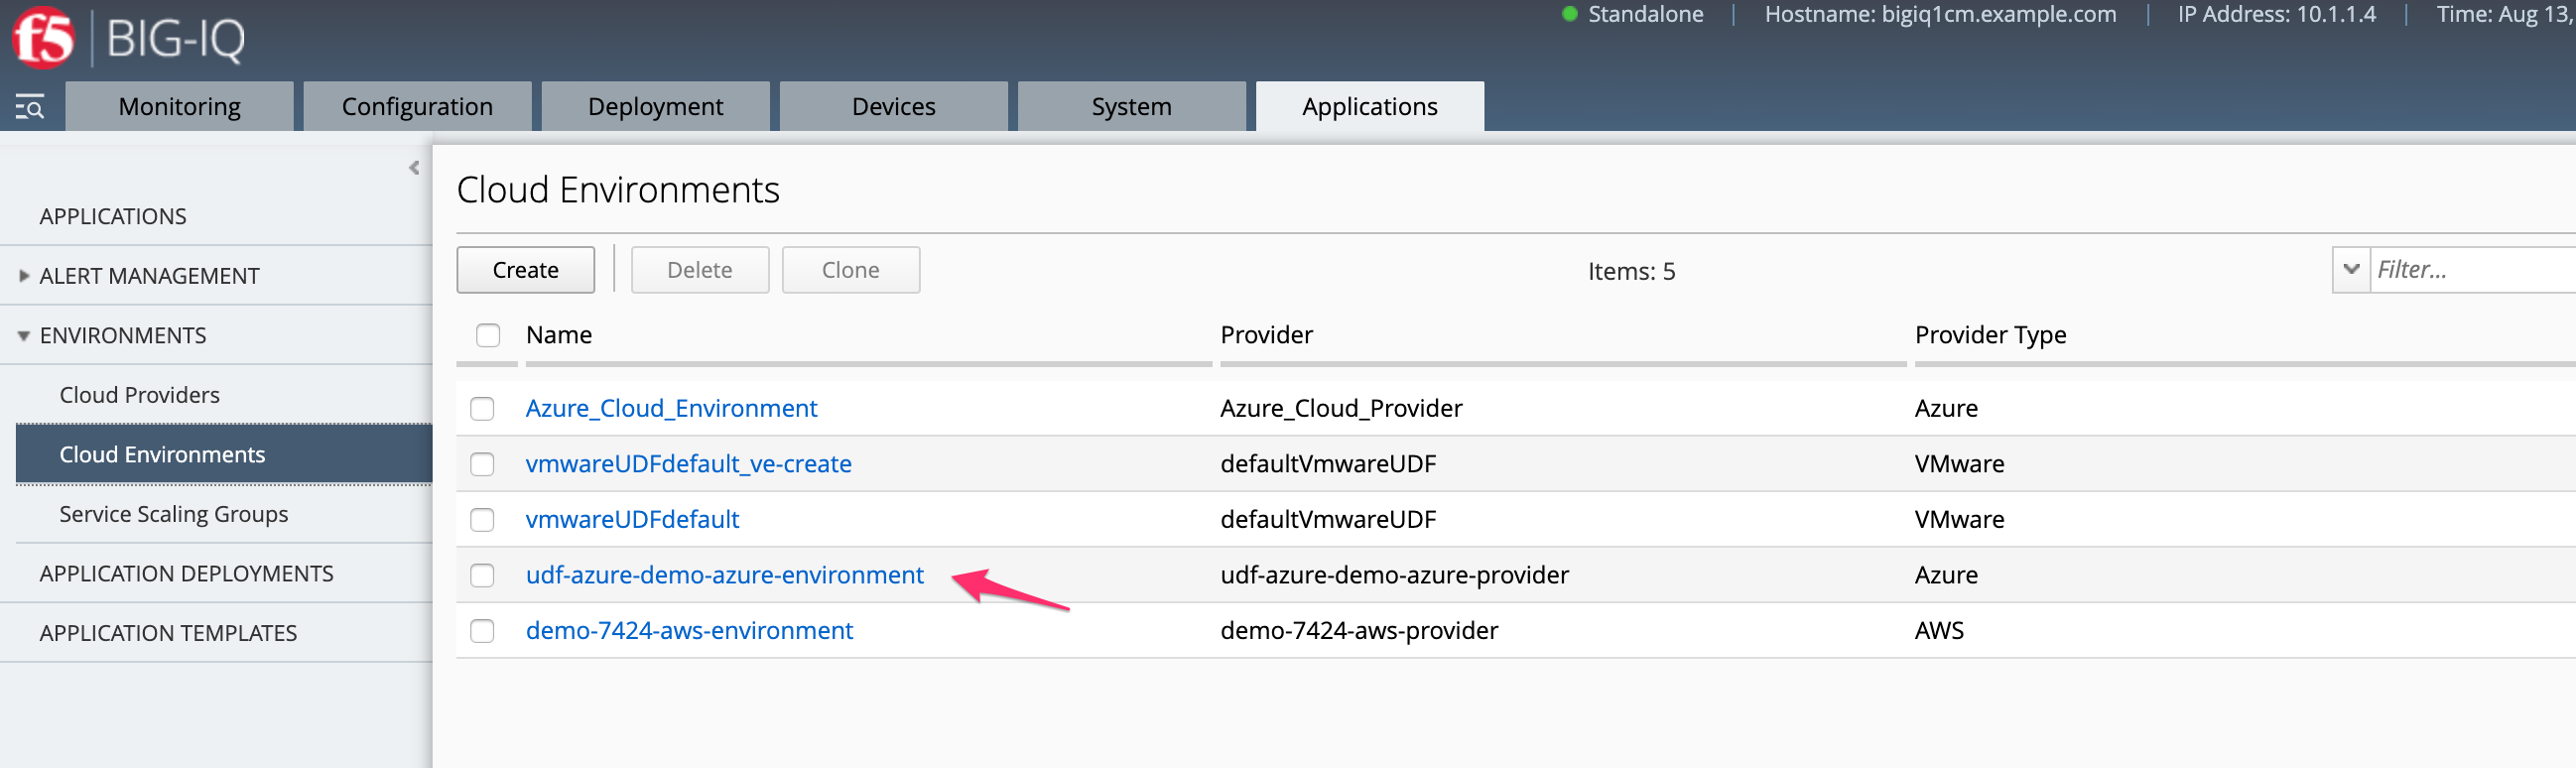 f5 BIG-IQ
Standalone | Hostname: bigiq1cm.example.com | IP Address: 10.1.1.4 | Time: Aug 13,
Monitoring Configuration Deployment Devices System Applications
APPLICATIONS
ALERT MANAGEMENT
ENVIRONMENTS
Cloud Providers
Cloud Environments
Service Scaling Groups
APPLICATION DEPLOYMENTS
APPLICATION TEMPLATES
Cloud Environments
Create Delete Clone Items: 5 Filter...
Name Provider Provider Type
Azure_Cloud_Environment Azure_Cloud_Provider Azure
vmwareUDFdefault_ve-create defaultVmwareUDF VMware
vmwareUDFdefault defaultVmwareUDF VMware
udf-azure-demo-azure-environment udf-azure-demo-azure-provider Azure
demo-7424-aws-environment demo-7424-aws-provider AWS